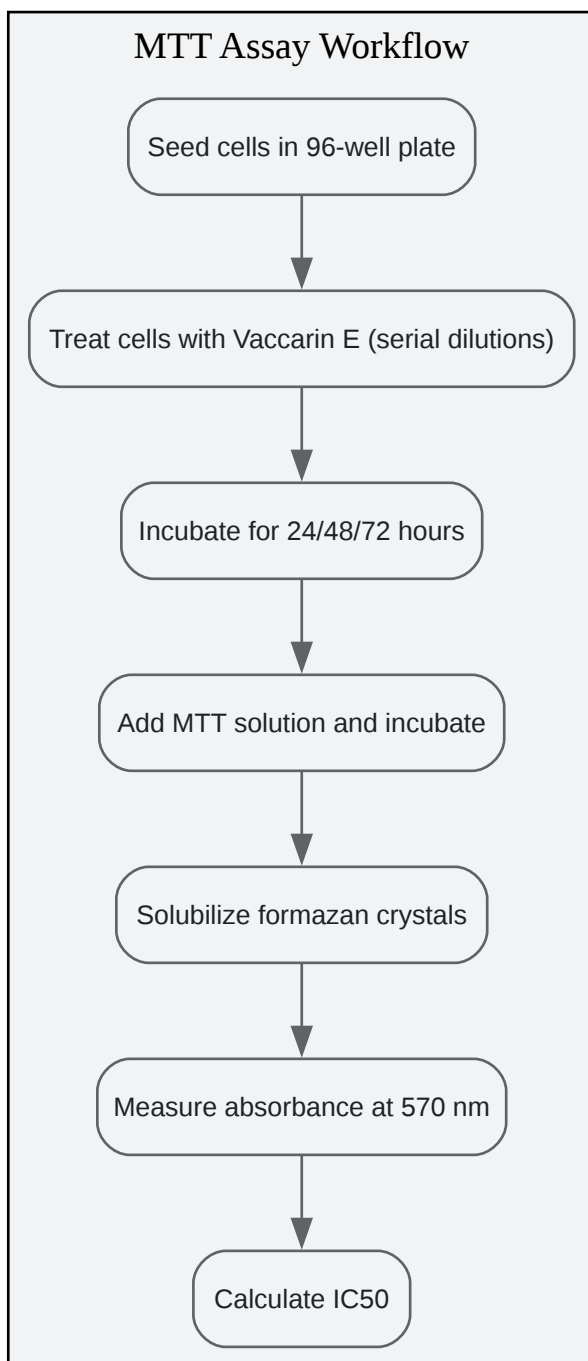 MTT Assay Workflow
Seed cells in 96-well plate
Treat cells with Vaccarin E (serial dilutions)
Incubate for 24/48/72 hours
Add MTT solution and incubate
Solubilize formazan crystals
Measure absorbance at 570 nm
Calculate IC50